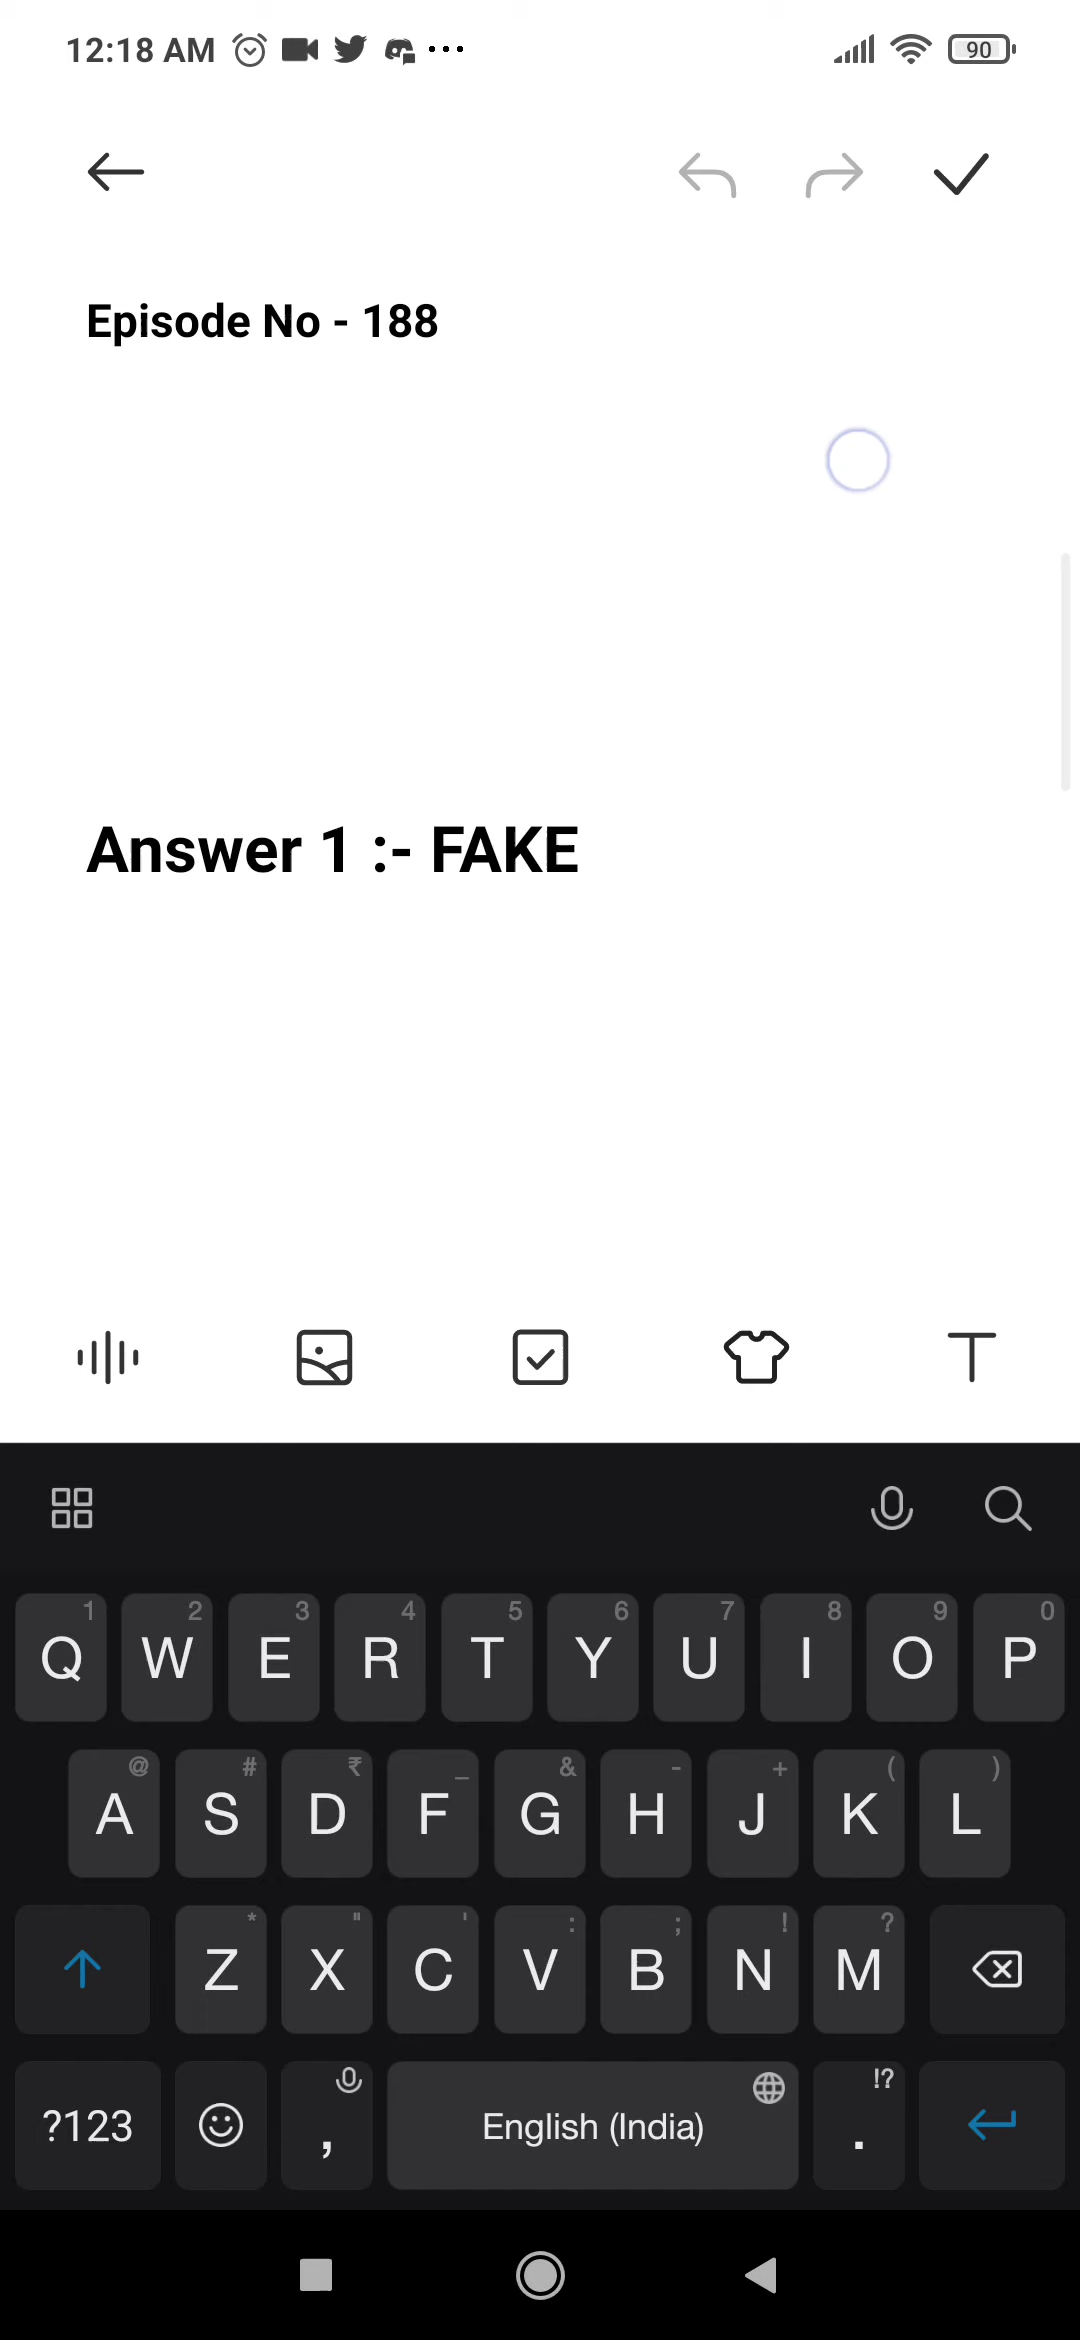 12:18 AM
90
Episode No - 188
Answer 1 :- FAKE
1 2 3 4 5 6 7 8 9 0
Q W E R T Y U I O P
@ # ₹ _ & - + ( )
A S D F G H J K L
* " ' : ; ! ?
Z X C V B N M
!?
?123 , English (India) .